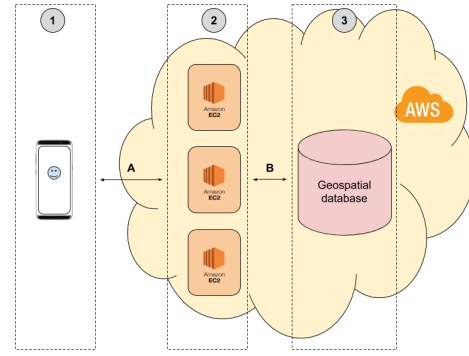 1
2
3
Amazon
EC2
AWS
A
Amazon
EC2
B
Geospatial
database
Amazon
EC2